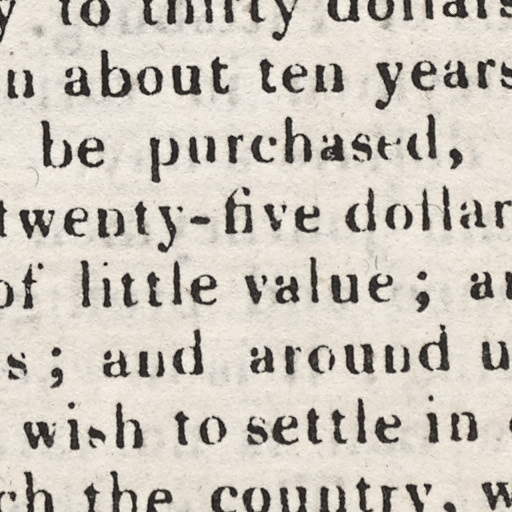 y to thirty dollars
n about ten years
be purchased,
twenty-five dollar
of little value; an
s; and around u
wish to settle in
ch the country, w